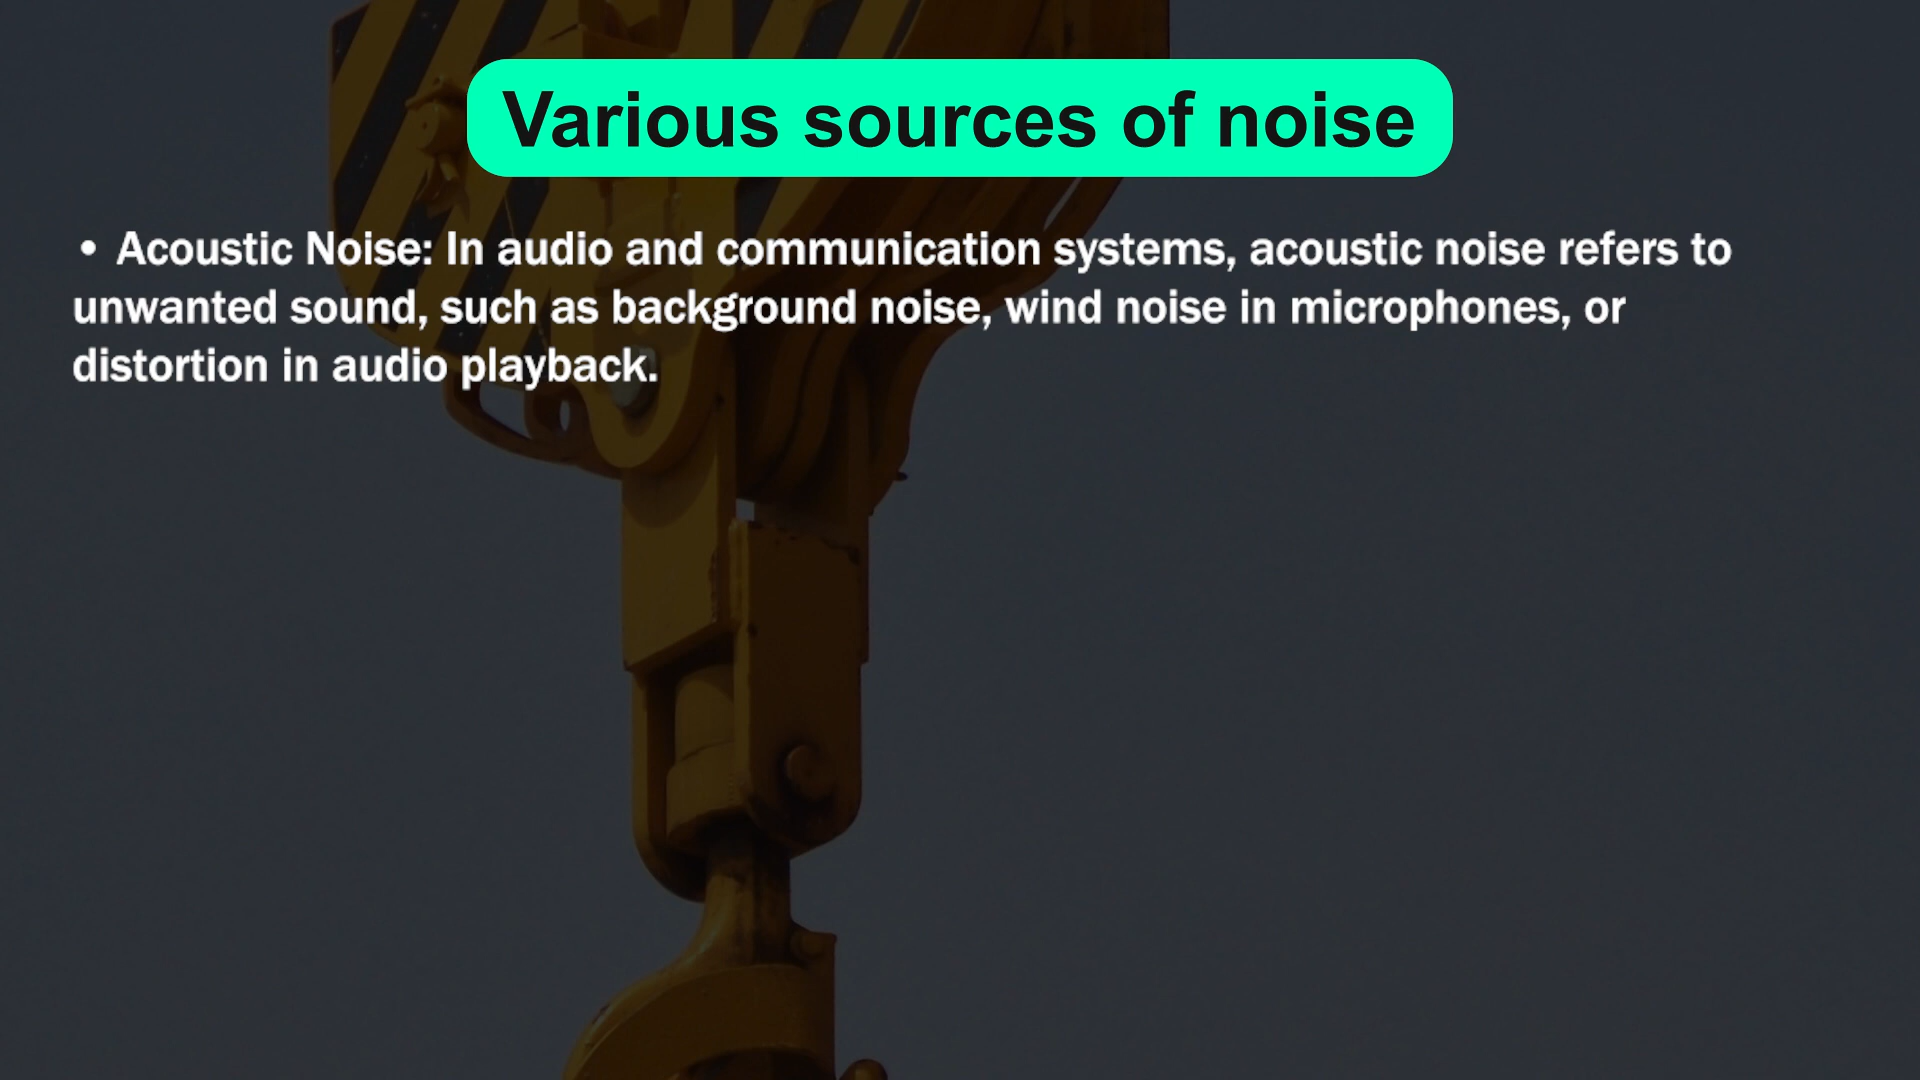 Various sources of noise
• Acoustic Noise: In audio and communication systems, acoustic noise refers to
unwanted sound, such as background noise, wind noise in microphones, or
distortion in audio playback.